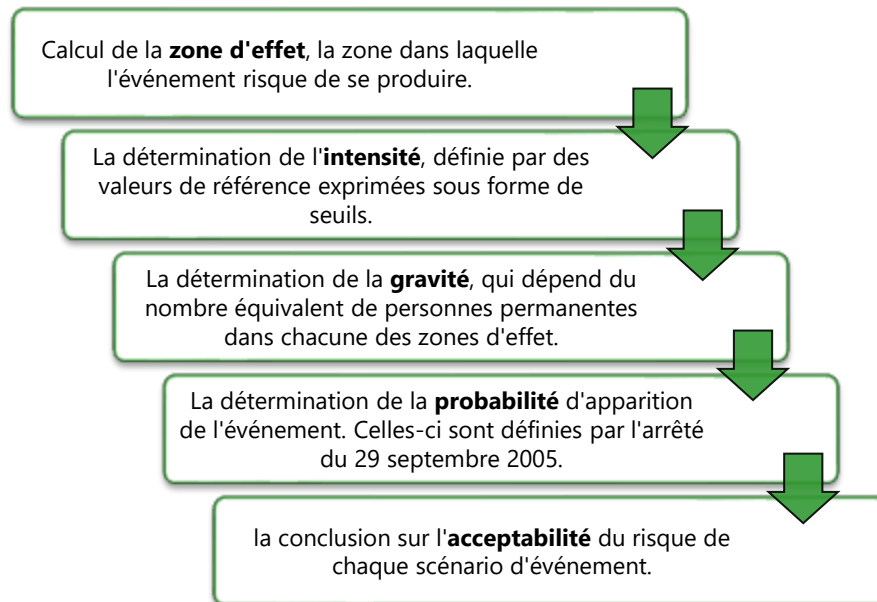 Calcul de la zone d'effet, la zone dans laquelle
l'événement risque de se produire.
La détermination de l'intensité, définie par des
valeurs de référence exprimées sous forme de
seuils.
La détermination de la gravité, qui dépend du
nombre équivalent de personnes permanentes
dans chacune des zones d'effet.
La détermination de la probabilité d'apparition
de l'événement. Celles-ci sont définies par l'arrêté
du 29 septembre 2005.
la conclusion sur l'acceptabilité du risque de
chaque scénario d'événement.